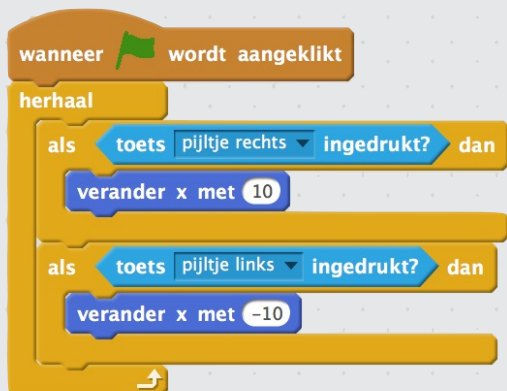 wanneer wordt aangeklikt
herhaal
als toets pijltje rechts ingedrukt? dan
verander x met 10
als toets pijltje links ingedrukt? dan
verander x met -10